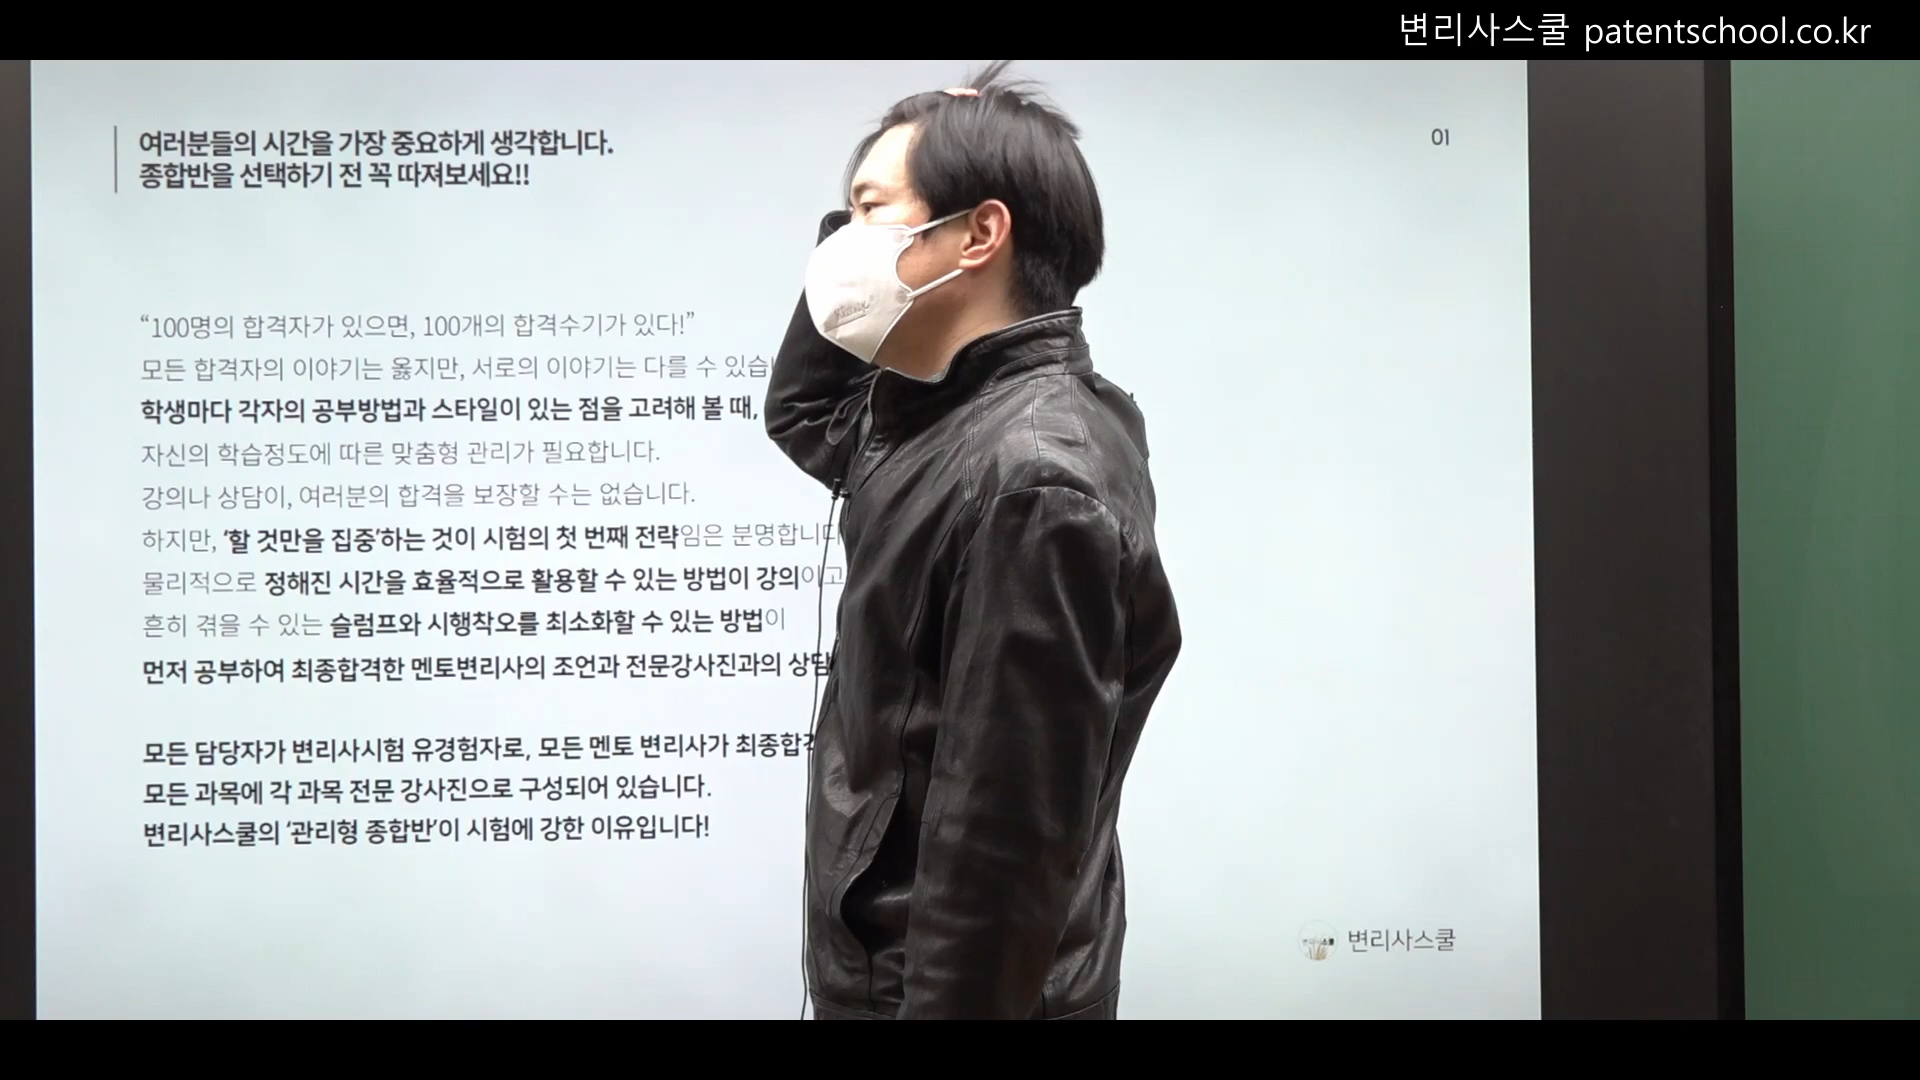 변리사스쿨 patentschool.co.kr
여러분들의 시간을 가장 중요하게 생각합니다.
종합반을 선택하기 전 꼭 따져보세요!!
01
“100명의 합격자가 있으면, 100개의 합격수기가 있다!”
모든 합격자의 이야기는 옳지만, 서로의 이야기는 다를 수 있습
학생마다 각자의 공부방법과 스타일이 있는 점을 고려해 볼 때,
자신의 학습정도에 따른 맞춤형 관리가 필요합니다.
강의나 상담이, 여러분의 합격을 보장할 수는 없습니다.
하지만, ‘할 것만을 집중’하는 것이 시험의 첫 번째 전략임은 분명합니다
물리적으로 정해진 시간을 효율적으로 활용할 수 있는 방법이 강의이고
흔히 겪을 수 있는 슬럼프와 시행착오를 최소화할 수 있는 방법이
먼저 공부하여 최종합격한 멘토변리사의 조언과 전문강사진과의 상담
모든 담당자가 변리사시험 유경험자로, 모든 멘토 변리사가 최종합격
모든 과목에 각 과목 전문 강사진으로 구성되어 있습니다.
변리사스쿨의 ‘관리형 종합반’이 시험에 강한 이유입니다!
변리사스쿨